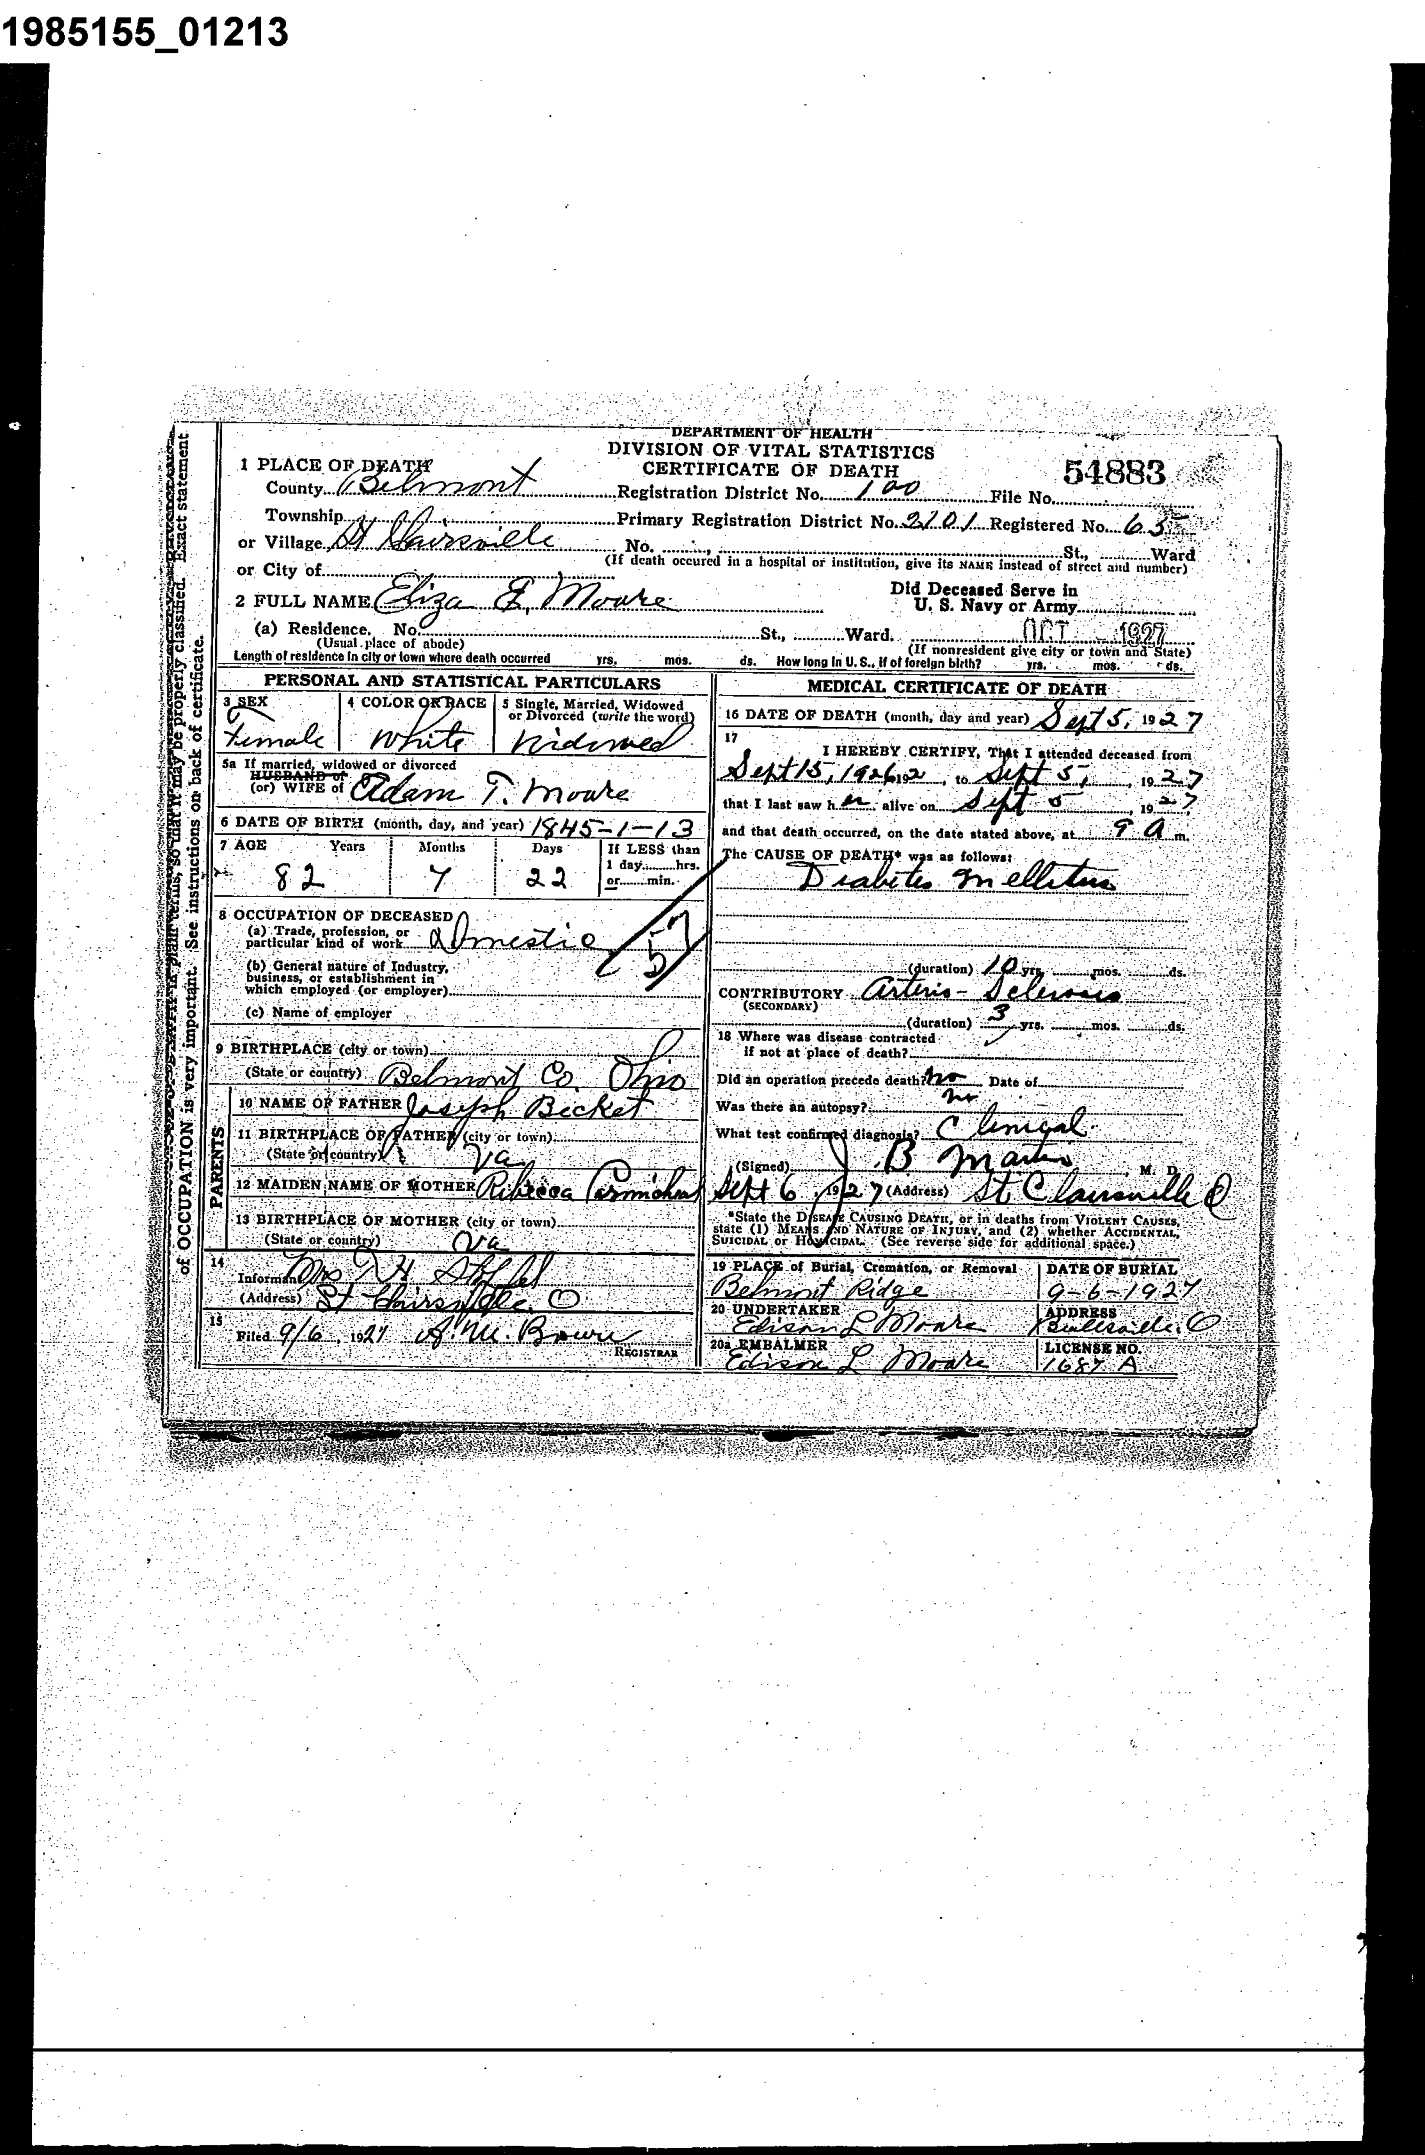 1985155_01213
DEPARTMENT OF HEALTH
DIVISION OF VITAL STATISTICS
CERTIFICATE OF DEATH
54883
1 PLACE OF DEATH
County Belmont Registration District No. 100 File No.
Township Primary Registration District No. 2701 Registered No. 65
or Village St Clairsville No. St., Ward
or City of (If death occured in a hospital or institution, give its NAME instead of street and number)
2 FULL NAME Eliza E. Moore Did Deceased Serve in U. S. Navy or Army
(a) Residence. No. St., Ward. OCT 1927
(Usual place of abode) (If nonresident give city or town and State)
Length of residence in city or town where death occurred yrs. mos. ds. How long in U. S., if of foreign birth? yrs. mos. ds.
PERSONAL AND STATISTICAL PARTICULARS
3 SEX Female
4 COLOR OR RACE White
5 Single, Married, Widowed or Divorced (write the word) Widowed
5a If married, widowed or divorced
HUSBAND of
(or) WIFE of Adam T. Moore
6 DATE OF BIRTH (month, day, and year) 1845-1-13
7 AGE Years 82 Months 7 Days 22 If LESS than 1 day hrs. or min.
8 OCCUPATION OF DECEASED
(a) Trade, profession, or particular kind of work Domestic
57
(b) General nature of Industry, business, or establishment in which employed (or employer)
(c) Name of employer
9 BIRTHPLACE (city or town)
(State or country) Belmont Co. Ohio
PARENTS
10 NAME OF FATHER Joseph Becket
11 BIRTHPLACE OF FATHER (city or town)
(State or country) Va
12 MAIDEN NAME OF MOTHER Rebecca
13 BIRTHPLACE OF MOTHER (city or town)
(State or country) Va
14
Informant Mrs
(Address) St Clairsville O
15
Filed 9/6, 1927
REGISTRAR
MEDICAL CERTIFICATE OF DEATH
16 DATE OF DEATH (month, day and year) Sept 5, 1927
17
I HEREBY CERTIFY, That I attended deceased from
Sept 15, 1926 192, to Sept 5, 1927
that I last saw her alive on Sept 5 1927
and that death occurred, on the date stated above, at 9 A m.
The CAUSE OF DEATH* was as follows:
Diabetes Mellitus
(duration) 10 yrs. mos. ds.
CONTRIBUTORY Arterio-Sclerosis
(SECONDARY)
(duration) 3 yrs. mos. ds.
18 Where was disease contracted
if not at place of death?
Did an operation precede death? no Date of
Was there an autopsy? no
What test confirmed diagnosis? Clinical
(Signed) J. B. Martin, M. D.
Sept 6, 1927 (Address) St Clairsville O
*State the DISEASE CAUSING DEATH, or in deaths from VIOLENT CAUSES,
state (1) MEANS AND NATURE OF INJURY, and (2) whether ACCIDENTAL,
SUICIDAL or HOMICIDAL. (See reverse side for additional space.)
19 PLACE of Burial, Cremation, or Removal Belmont Ridge
DATE OF BURIAL 9-6-1927
20 UNDERTAKER Edison L Moore
ADDRESS
20a EMBALMER Edison L Moore
LICENSE NO. 1687 A
so that it may be properly classified. Exact statement
of OCCUPATION is very important. See instructions on back of certificate.